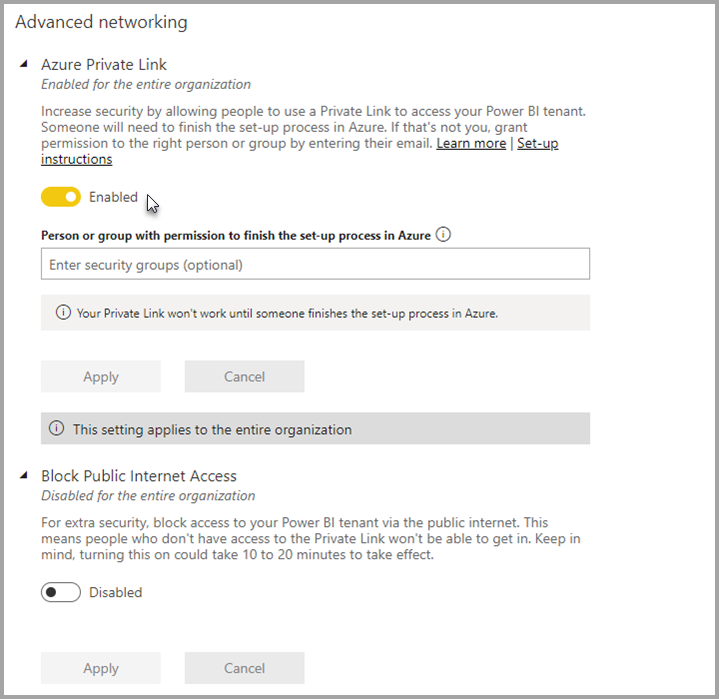 Advanced networking
Azure Private Link
Enabled for the entire organization
Increase security by allowing people to use a Private Link to access your Power BI tenant.
Someone will need to finish the set-up process in Azure. If that's not you, grant
permission to the right person or group by entering their email. Learn more | Set-up
instructions
Enabled
Person or group with permission to finish the set-up process in Azure
Enter security groups (optional)
Your Private Link won't work until someone finishes the set-up process in Azure.
Apply Cancel
This setting applies to the entire organization
Block Public Internet Access
Disabled for the entire organization
For extra security, block access to your Power BI tenant via the public internet. This
means people who don't have access to the Private Link won't be able to get in. Keep in
mind, turning this on could take 10 to 20 minutes to take effect.
Disabled
Apply Cancel